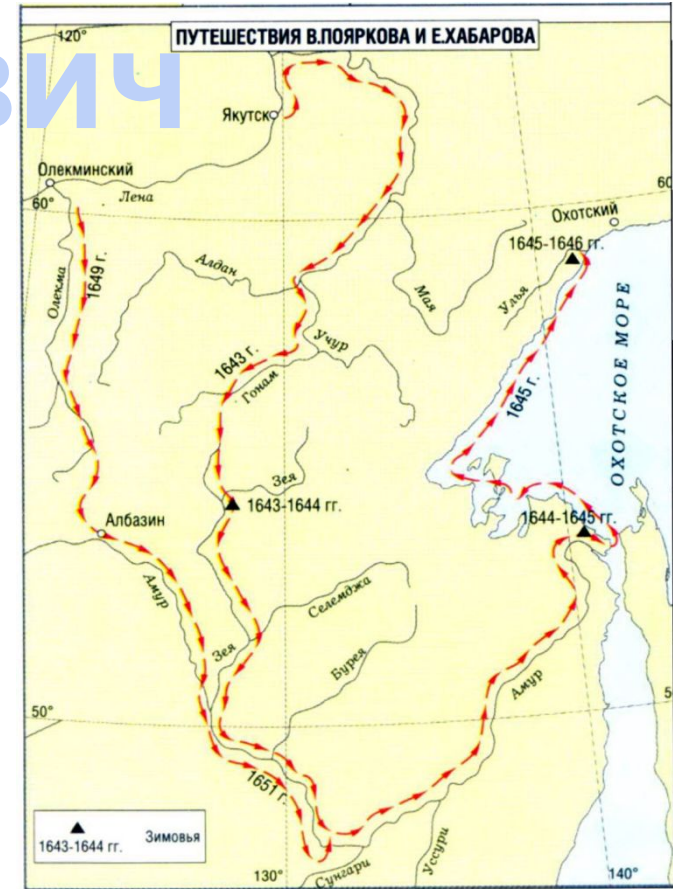 120°
ПУТЕШЕСТВИЯ В.ПОЯРКОВА И Е.ХАБАРОВА
вич
Якутск
Олекминский
Лена
60°
60
Охотский
1645-1646 гг.
Алдан
Мая
Улья
Олекма
1649 г.
Учур
1643 г.
Гонам
1645 г.
ОХОТСКОЕ МОРЕ
Зея
1643-1644 гг.
1644-1645 гг.
Албазин
Амур
Селемджа
Зея
Бурея
Амур
50°
5
1651 г.
Уссури
Сунгари
1643-1644 гг.
Зимовья
130°
140°